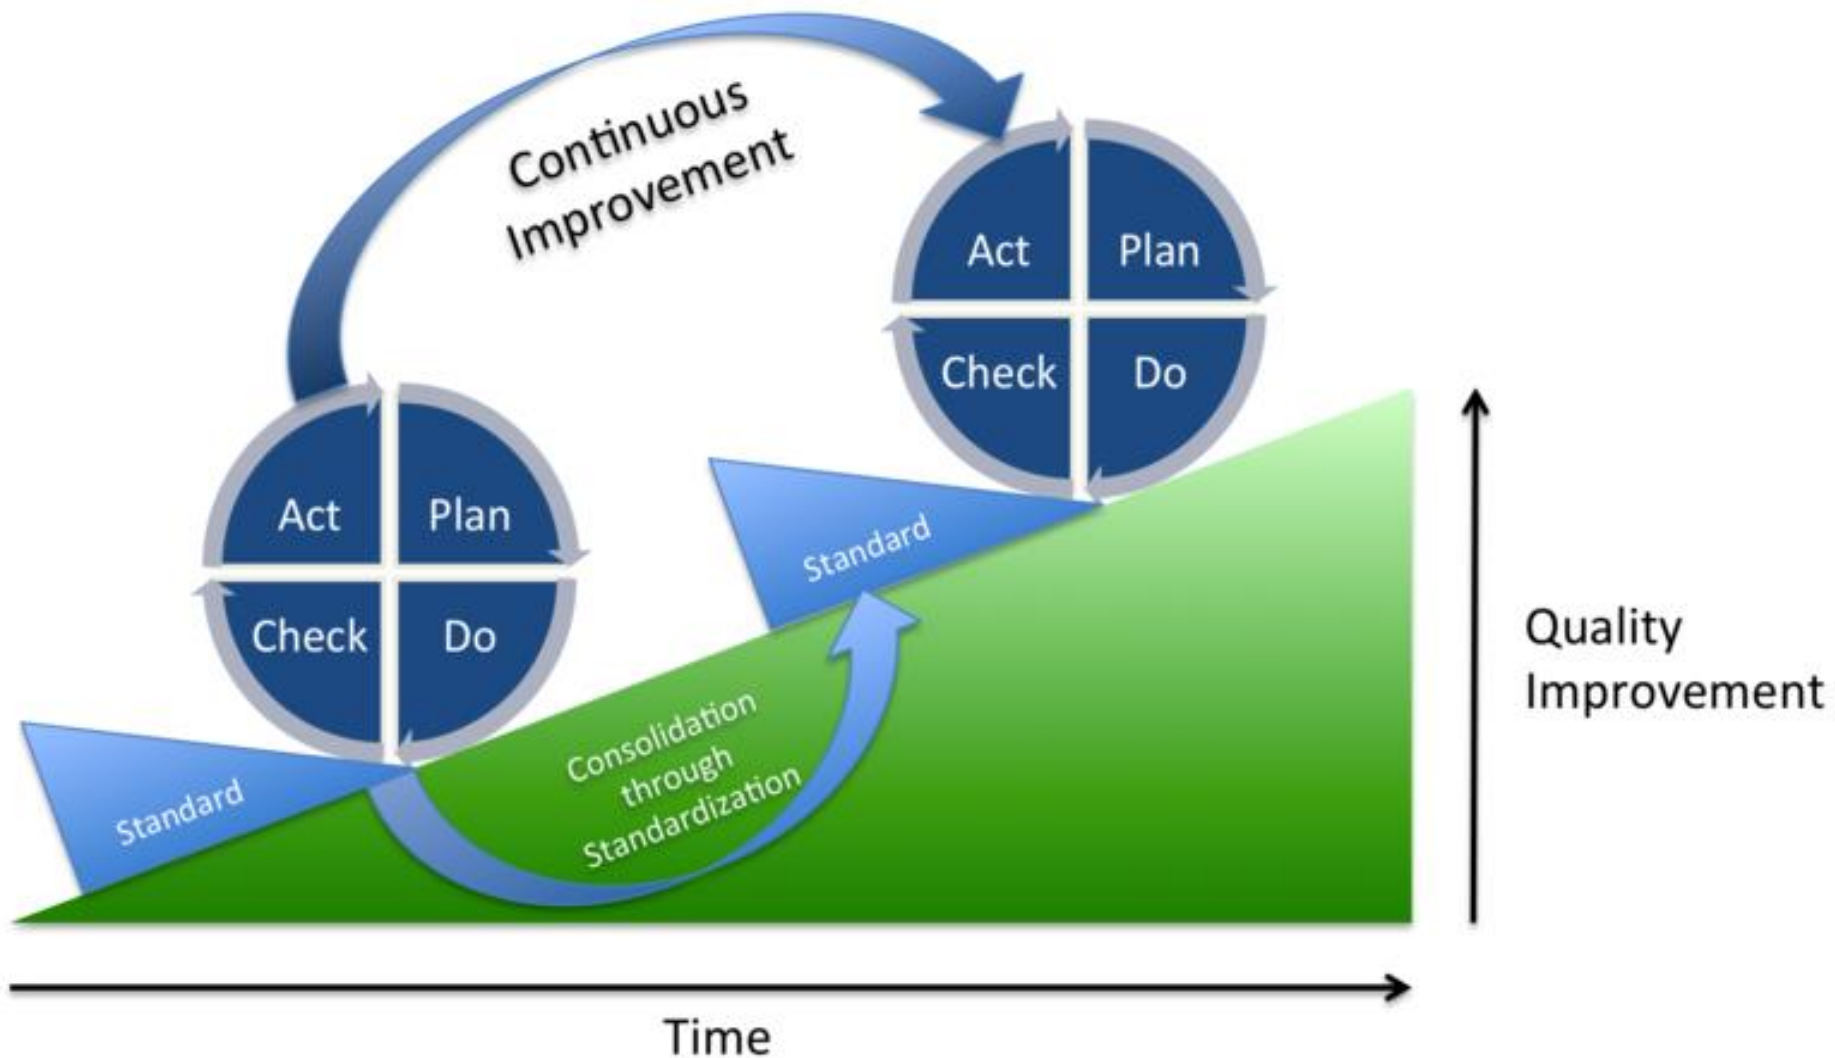 Continuous
Improvement
Act
Plan
Check
Do
Act
Plan
Check
Do
Standard
Standard
Consolidation
through
Standardization
Quality
Improvement
Time